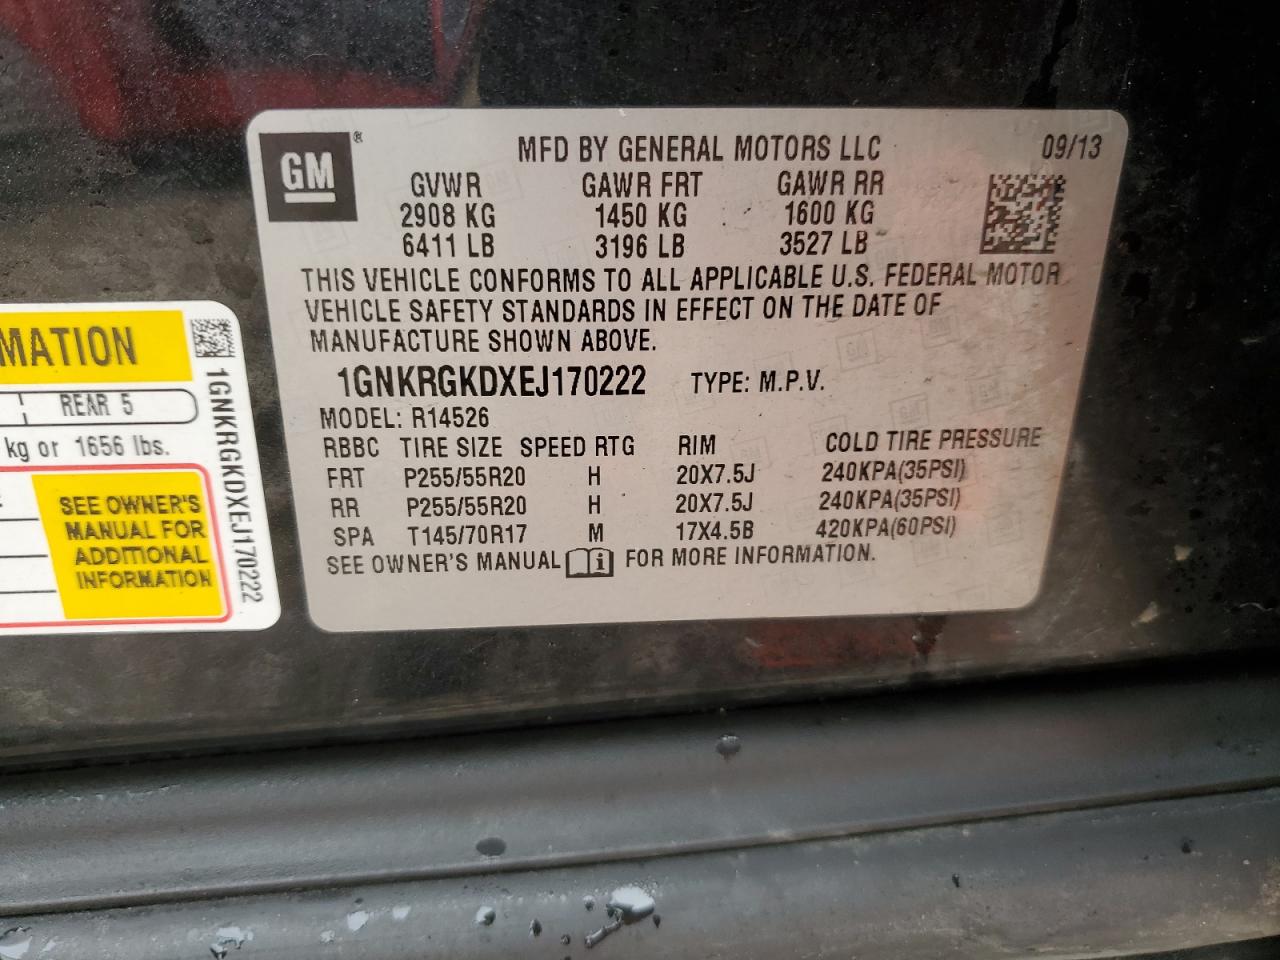 GM ®
MFD BY GENERAL MOTORS LLC 09/13
GVWR GAWR FRT GAWR RR
2908 KG 1450 KG 1600 KG
6411 LB 3196 LB 3527 LB
THIS VEHICLE CONFORMS TO ALL APPLICABLE U.S. FEDERAL MOTOR
VEHICLE SAFETY STANDARDS IN EFFECT ON THE DATE OF
MANUFACTURE SHOWN ABOVE.
1GNKRGKDXEJ170222 TYPE: M.P.V.
MODEL: R14526
RBBC TIRE SIZE SPEED RTG RIM COLD TIRE PRESSURE
FRT P255/55R20 H 20X7.5J 240KPA(35PSI)
RR P255/55R20 H 20X7.5J 240KPA(35PSI)
SPA T145/70R17 M 17X4.5B 420KPA(60PSI)
SEE OWNER'S MANUAL FOR MORE INFORMATION.
MATION
REAR 5
kg or 1656 lbs.
SEE OWNER'S
MANUAL FOR
ADDITIONAL
INFORMATION
1GNKRGKDXEJ170222